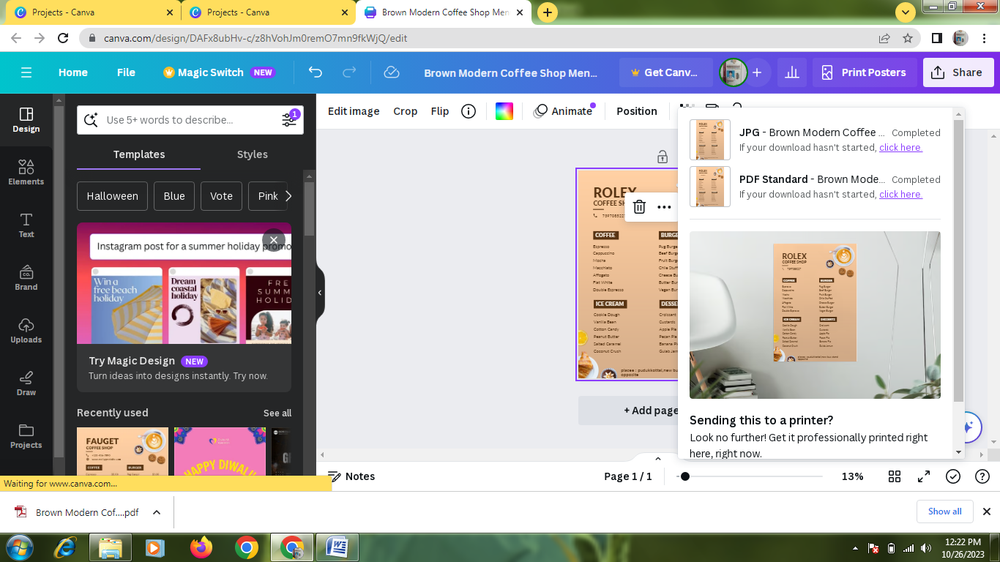 Projects - Canva
Projects - Canva
Brown Modern Coffee Shop Men
canva.com/design/DAFx8ubHv-c/z8hVohJm0remO7mn9fkWjQ/edit
Home
File
Magic Switch NEW
Brown Modern Coffee Shop Men...
Get Canv...
Print Posters
Share
Design
Elements
Text
Brand
Uploads
Draw
Projects
Use 5+ words to describe...
1
Templates
Styles
Halloween
Blue
Vote
Pink
Instagram post for a summer holiday promo
Win a
free beach
holiday
Dream
coastal
holiday
FRE
SUMM
HOLID
Try Magic Design NEW
Turn ideas into designs instantly. Try now.
Recently used
See all
FAUGET
COFFEE SHOP
COFFEE
BURGER
HAPPY DIWALI
Edit image
Crop
Flip
Animate
Position
ROLEX
COFFEE SH
COFFEE
Espresso
Cappuccino
Mocha
Macchiato
Affogato
Flat White
Double Espresso
BURGE
Pug Burge
Beef Burge
Fruit Burge
Chilis Stuff
Cheese Bu
Butter Bur
Vegan Bur
ICE CREAM
Cookie Dough
Vanilla Bean
Cotton Candy
Peanut Butter
Salted Caramel
Coconut Crush
DESSE
Croissant
Custards
Apple Pie
Pecan Pie
Banana P
Gulab Jam
places : pudukkottai,new bu
opposite
+ Add page
JPG - Brown Modern Coffee ... Completed
If your download hasn't started, click here.
PDF Standard - Brown Mode... Completed
If your download hasn't started, click here.
ROLEX
COFFEE SHOP
7397083227
COFFEE
BURGER
ICE CREAM
DESSERTS
Sending this to a printer?
Look no further! Get it professionally printed right
here, right now.
Notes
Page 1 / 1
13%
Waiting for www.canva.com...
Brown Modern Cof....pdf
Show all
12:22 PM
10/26/2023